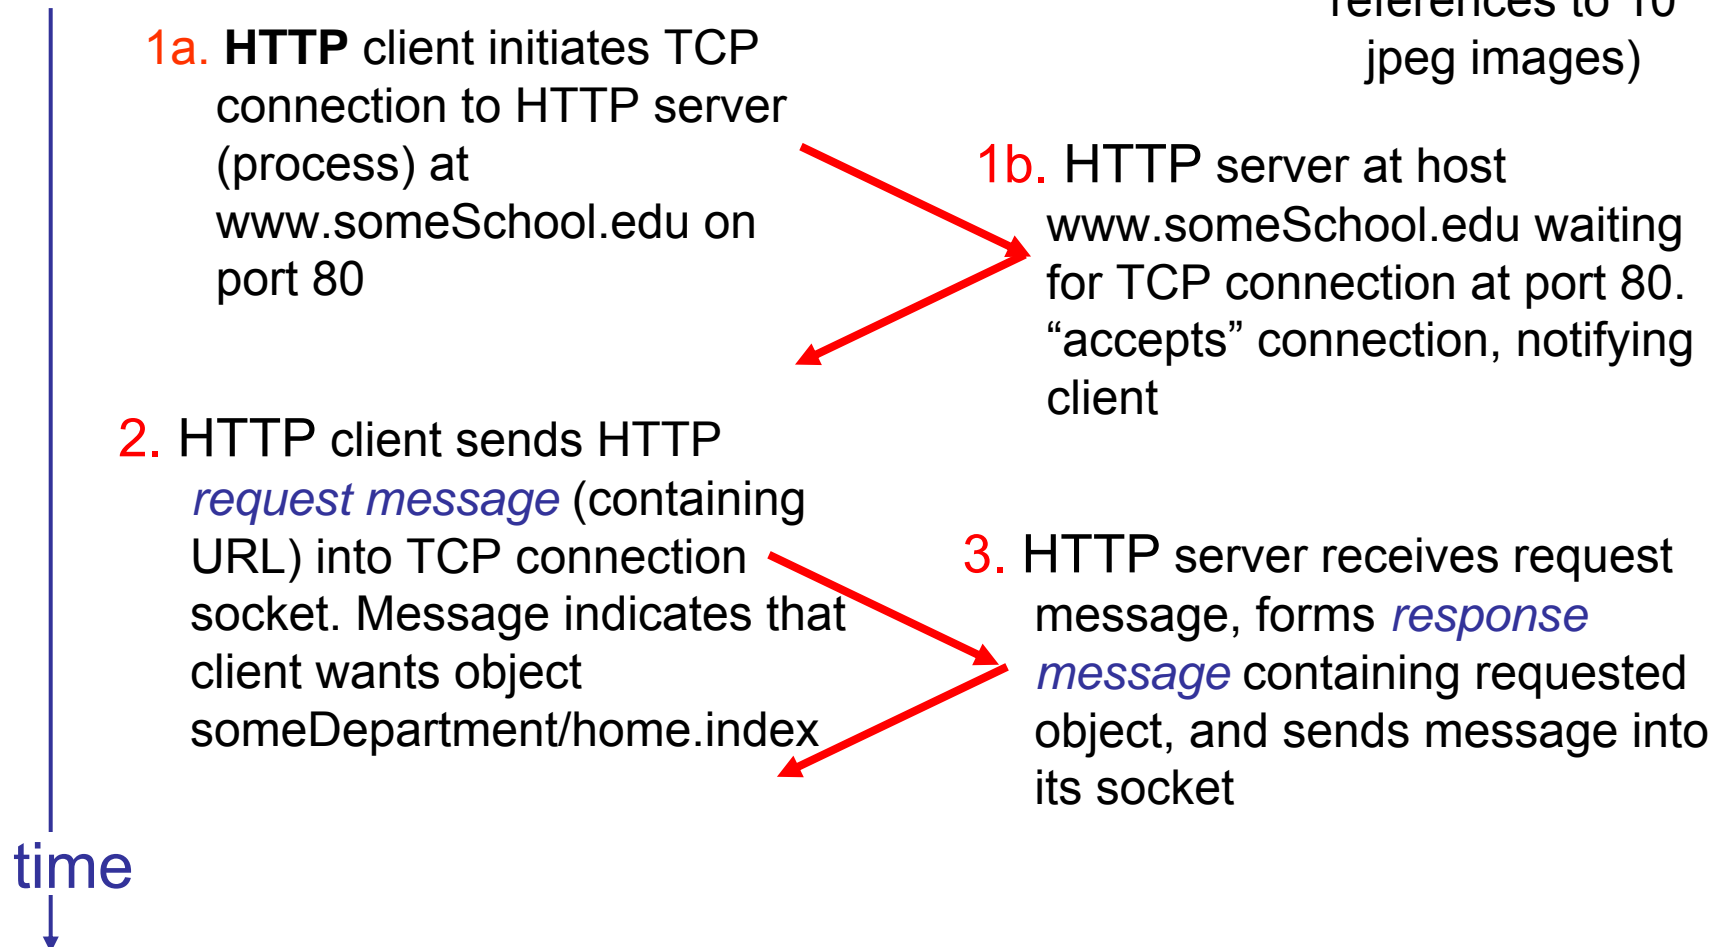 references to 10
jpeg images)
1a. HTTP client initiates TCP
connection to HTTP server
(process) at
www.someSchool.edu on
port 80
1b. HTTP server at host
www.someSchool.edu waiting
for TCP connection at port 80.
“accepts” connection, notifying
client
2. HTTP client sends HTTP
request message (containing
URL) into TCP connection
socket. Message indicates that
client wants object
someDepartment/home.index
3. HTTP server receives request
message, forms response
message containing requested
object, and sends message into
its socket
time